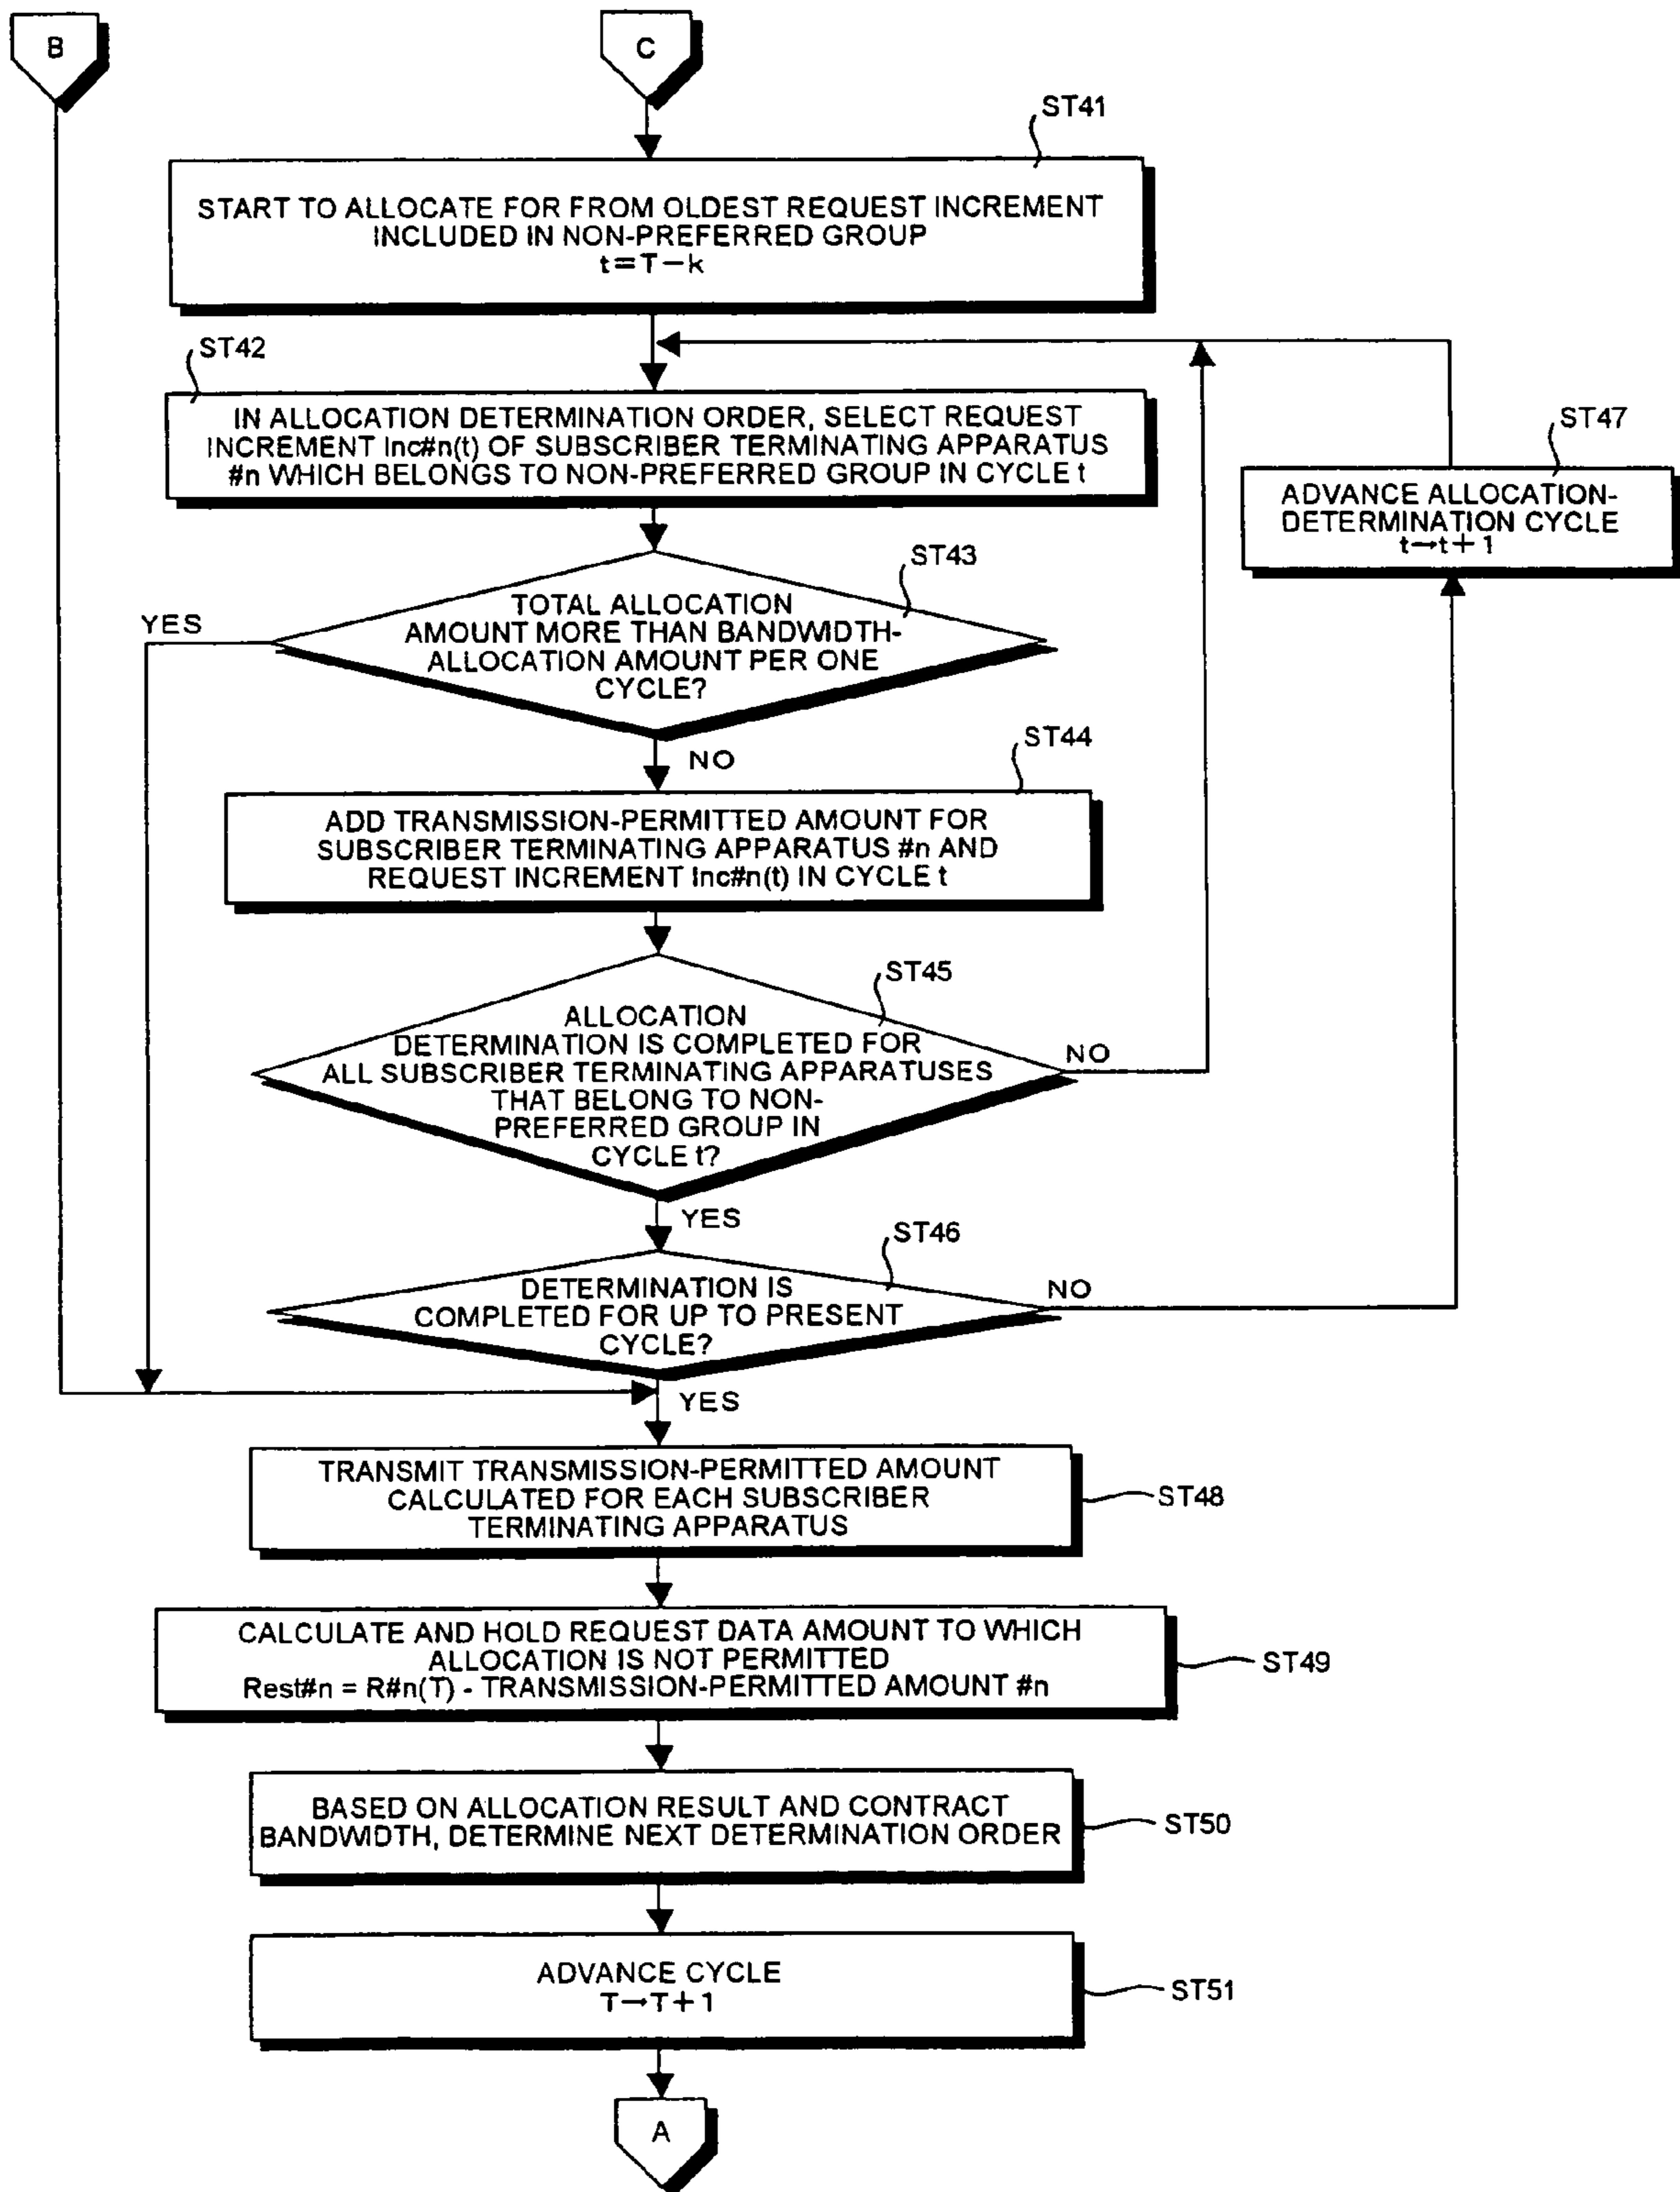 B
C
ST41
START TO ALLOCATE FOR FROM OLDEST REQUEST INCREMENT
INCLUDED IN NON-PREFERRED GROUP
t=T-k
ST42
IN ALLOCATION DETERMINATION ORDER, SELECT REQUEST
INCREMENT Inc#n(t) OF SUBSCRIBER TERMINATING APPARATUS
#n WHICH BELONGS TO NON-PREFERRED GROUP IN CYCLE t
ST47
ADVANCE ALLOCATION-
DETERMINATION CYCLE
t→t+1
ST43
TOTAL ALLOCATION
AMOUNT MORE THAN BANDWIDTH-
ALLOCATION AMOUNT PER ONE
CYCLE?
YES
NO
ST44
ADD TRANSMISSION-PERMITTED AMOUNT FOR
SUBSCRIBER TERMINATING APPARATUS #n AND
REQUEST INCREMENT Inc#n(t) IN CYCLE t
ST45
ALLOCATION
DETERMINATION IS COMPLETED FOR
ALL SUBSCRIBER TERMINATING APPARATUSES
THAT BELONG TO NON-
PREFERRED GROUP IN
CYCLE t?
NO
YES
ST46
DETERMINATION IS
COMPLETED FOR UP TO PRESENT
CYCLE?
NO
YES
TRANSMIT TRANSMISSION-PERMITTED AMOUNT
CALCULATED FOR EACH SUBSCRIBER
TERMINATING APPARATUS
ST48
CALCULATE AND HOLD REQUEST DATA AMOUNT TO WHICH
ALLOCATION IS NOT PERMITTED
Rest#n = R#n(T) - TRANSMISSION-PERMITTED AMOUNT #n
ST49
BASED ON ALLOCATION RESULT AND CONTRACT
BANDWIDTH, DETERMINE NEXT DETERMINATION ORDER
ST50
ADVANCE CYCLE
T→T+1
ST51
A